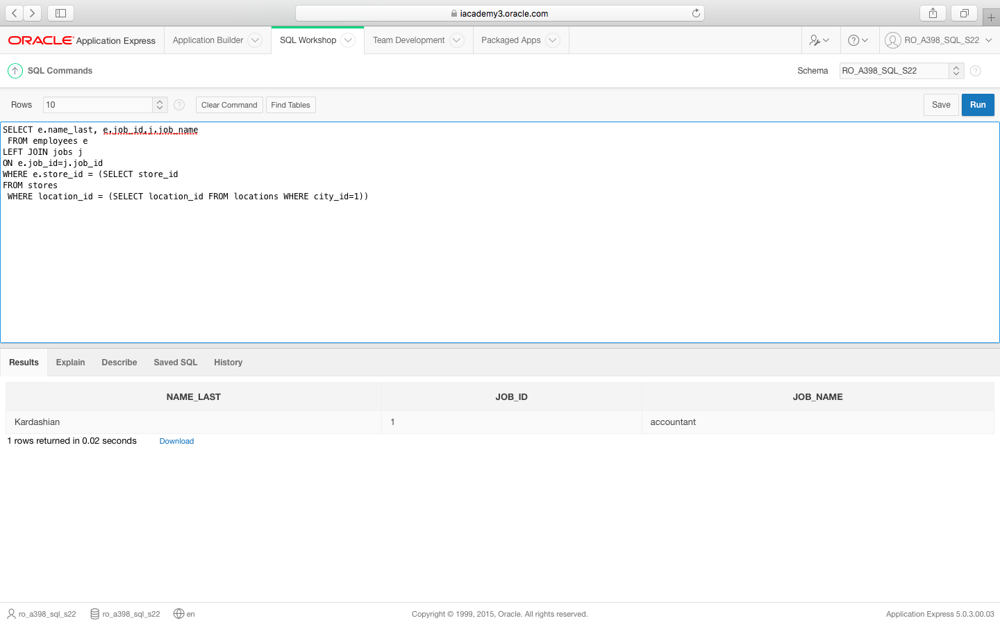 iacademy3.oracle.com
ORACLE Application Express Application Builder SQL Workshop Team Development Packaged Apps RO_A398_SQL_S22
SQL Commands Schema RO_A398_SQL_S22
Rows 10 Clear Command Find Tables Save Run
SELECT e.name_last, e.job_id,j.job_name
FROM employees e
LEFT JOIN jobs j
ON e.job_id=j.job_id
WHERE e.store_id = (SELECT store_id
FROM stores
WHERE location_id = (SELECT location_id FROM locations WHERE city_id=1))
Results Explain Describe Saved SQL History
NAME_LAST JOB_ID JOB_NAME
Kardashian 1 accountant
1 rows returned in 0.02 seconds Download
ro_a398_sql_s22 ro_a398_sql_s22 en Copyright © 1999, 2015, Oracle. All rights reserved. Application Express 5.0.3.00.03